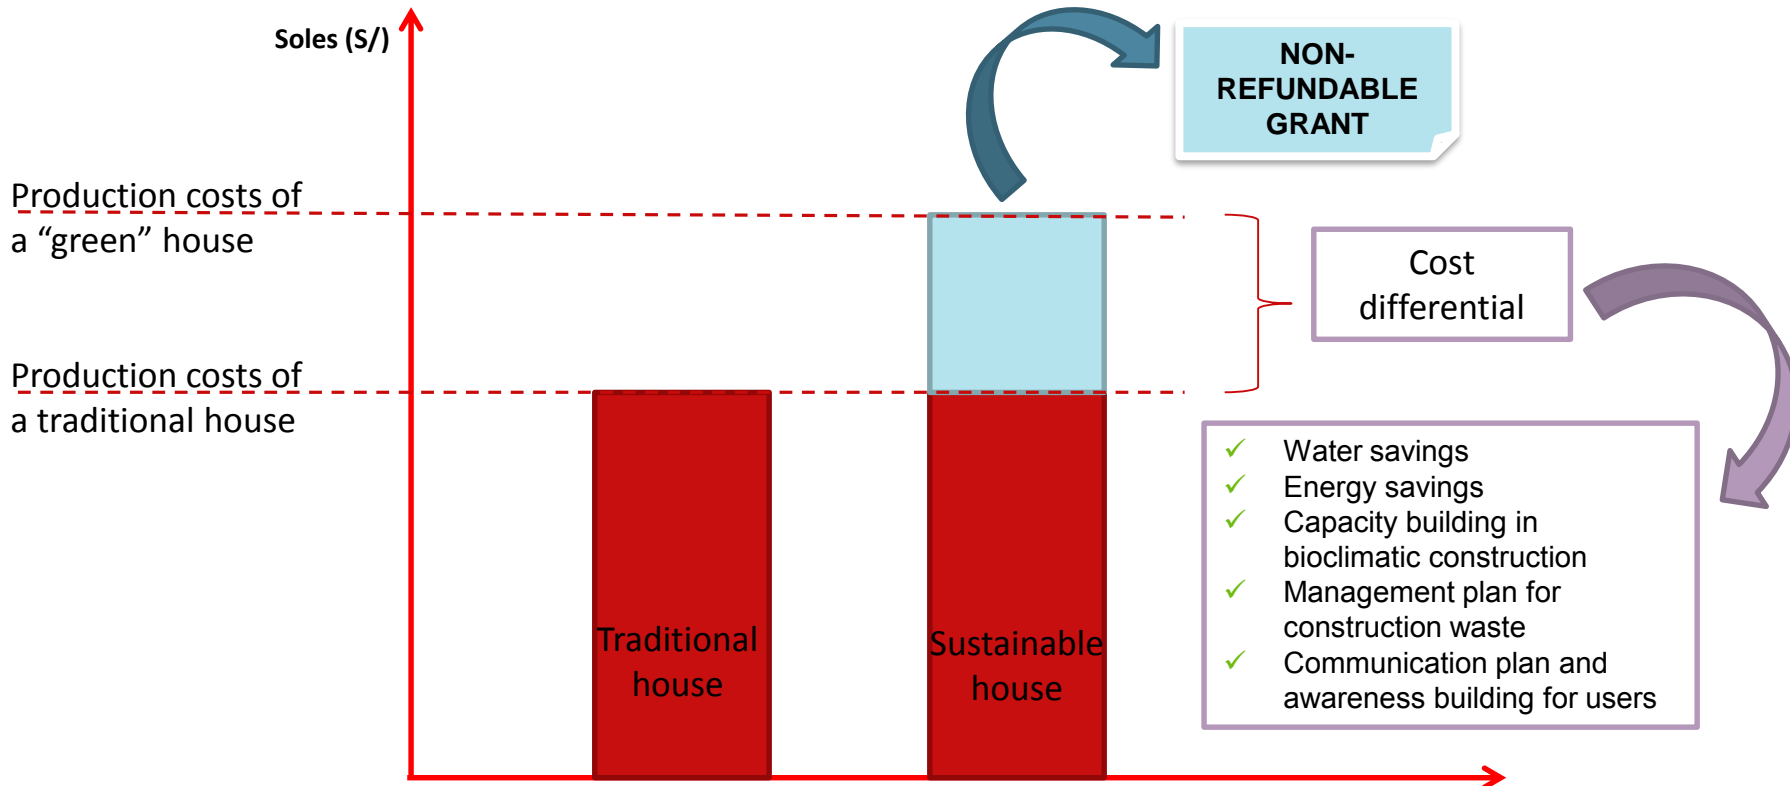 Soles (S/)
NON-
REFUNDABLE
GRANT
Production costs of
a “green” house
Cost
differential
Production costs of
a traditional house
Water savings
Energy savings
Capacity building in
bioclimatic construction
Management plan for
construction waste
Communication plan and
awareness building for users
Traditional
house
Sustainable
house